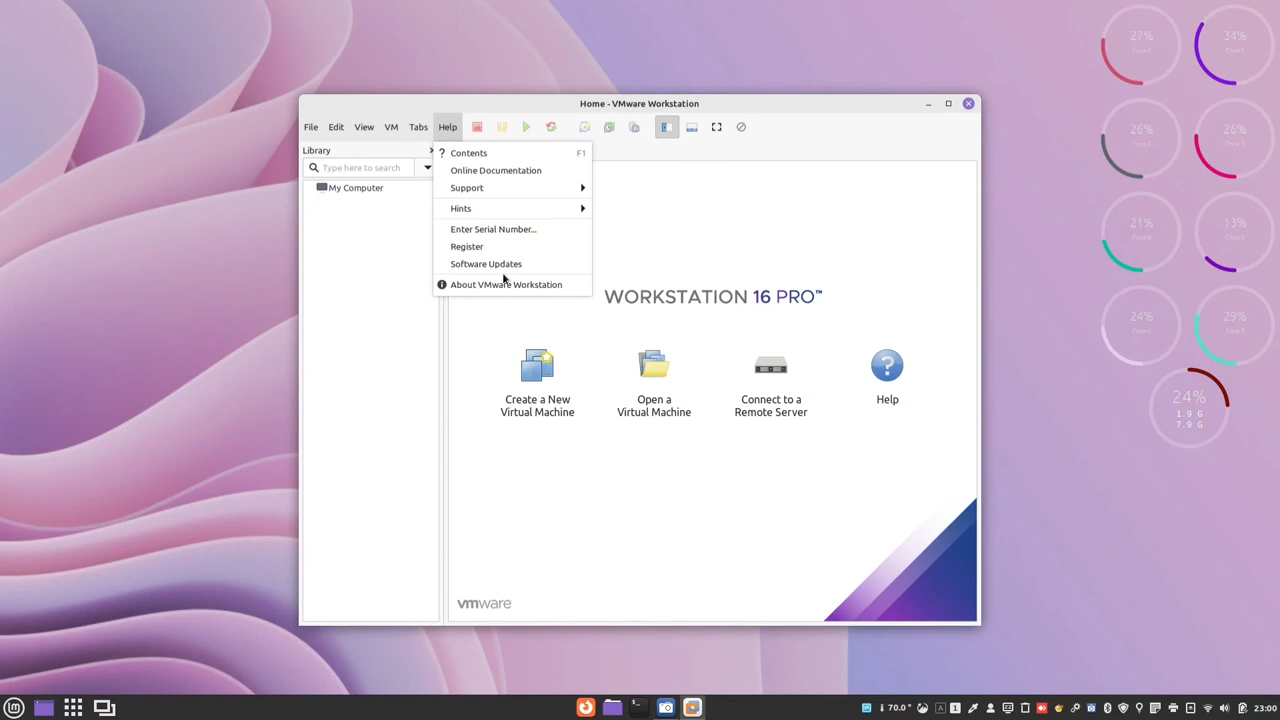 Home - VMware Workstation
File Edit View VM Tabs Help
Library
Type here to search
My Computer
? Contents F1
Online Documentation
Support
Hints
Enter Serial Number...
Register
Software Updates
About VMware Workstation
WORKSTATION 16 PRO™
Create a New
Virtual Machine
Open a
Virtual Machine
Connect to a
Remote Server
Help
vmware
27%
34%
26%
26%
21%
13%
24%
29%
24%
1.9 G
7.9 G
70.0°
A
1
23:00